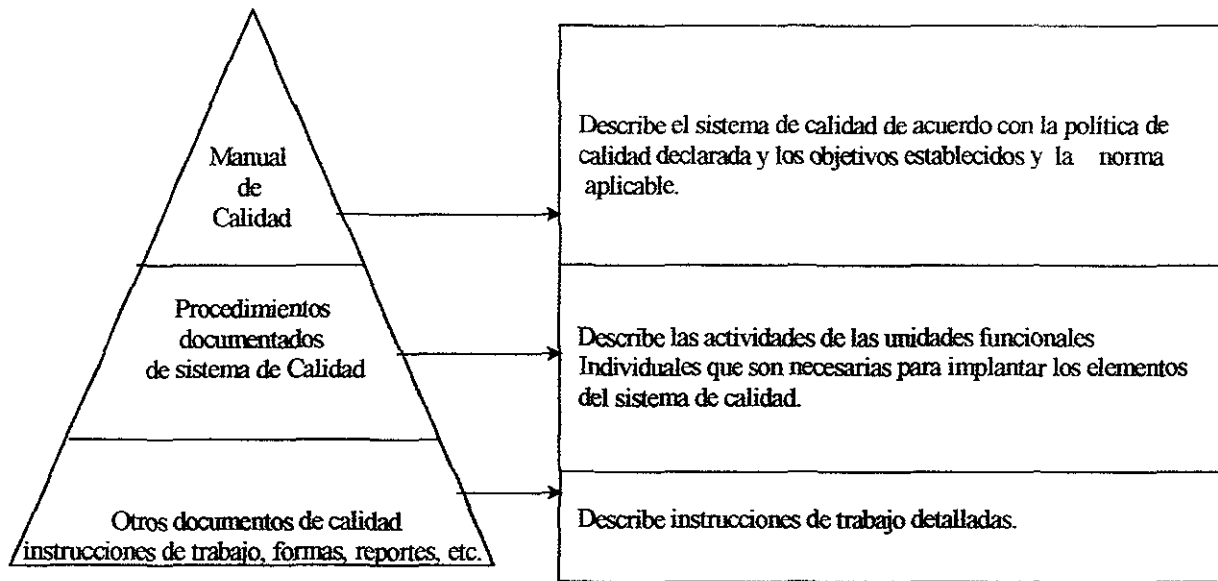 Manual
de
Calidad
Describe el sistema de calidad de acuerdo con la política de
calidad declarada y los objetivos establecidos y la norma
aplicable.
Procedimientos
documentados
de sistema de Calidad
Describe las actividades de las unidades funcionales
Individuales que son necesarias para implantar los elementos
del sistema de calidad.
Otros documentos de calidad
instrucciones de trabajo, formas, reportes, etc.
Describe instrucciones de trabajo detalladas.